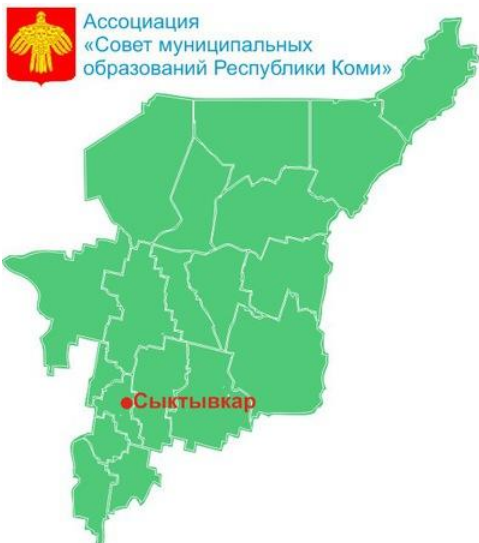 Ассоциация
«Совет муниципальных
образований Республики Коми»
Сыктывкар